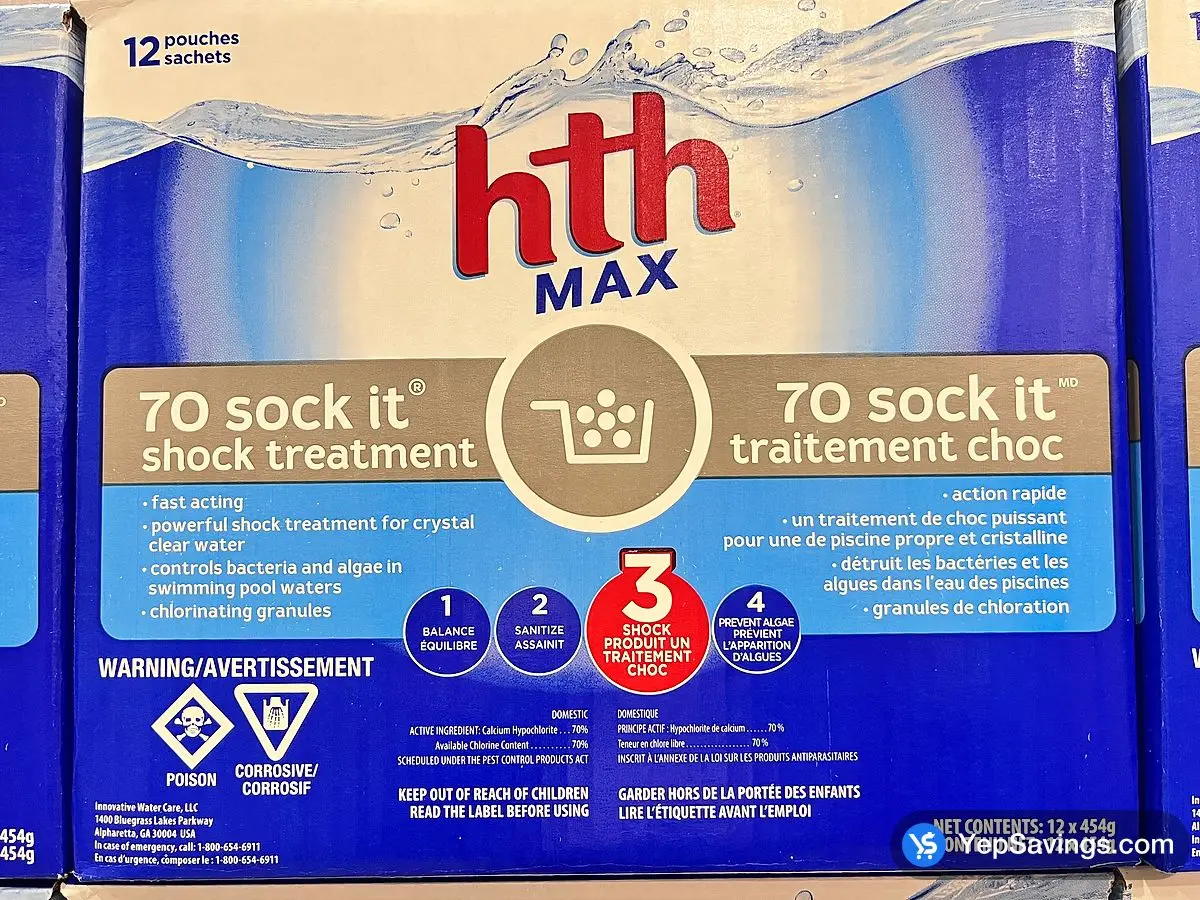 12 pouches
sachets
hth
MAX
70 sock it®
shock treatment
70 sock it MD
traitement choc
• fast acting
• powerful shock treatment for crystal
clear water
• controls bacteria and algae in
swimming pool waters
• chlorinating granules
• action rapide
• un traitement de choc puissant
pour une de piscine propre et cristalline
• détruit les bactéries et les
algues dans l'eau des piscines
• granules de chloration
1
BALANCE
ÉQUILIBRE
2
SANITIZE
ASSAINIT
3
SHOCK
PRODUIT UN
TRAITEMENT
CHOC
4
PREVENT ALGAE
PRÉVIENT
L'APPARITION
D'ALGUES
WARNING/AVERTISSEMENT
POISON
CORROSIVE/
CORROSIF
DOMESTIC
ACTIVE INGREDIENT: Calcium Hypochlorite ... 70%
Available Chlorine Content .......... 70%
SCHEDULED UNDER THE PEST CONTROL PRODUCTS ACT
DOMESTIQUE
PRINCIPE ACTIF : Hypochlorite de calcium ...... 70 %
Teneur en chlore libre .................. 70 %
INSCRIT À L'ANNEXE DE LA LOI SUR LES PRODUITS ANTIPARASITAIRES
KEEP OUT OF REACH OF CHILDREN
READ THE LABEL BEFORE USING
GARDER HORS DE LA PORTÉE DES ENFANTS
LIRE L'ÉTIQUETTE AVANT L'EMPLOI
Innovative Water Care, LLC
1400 Bluegrass Lakes Parkway
Alpharetta, GA 30004 USA
In case of emergency, call: 1-800-654-6911
En cas d'urgence, composer le : 1-800-654-6911
454g
454g
NET CONTENTS: 12 x 454g
YepSavings.com